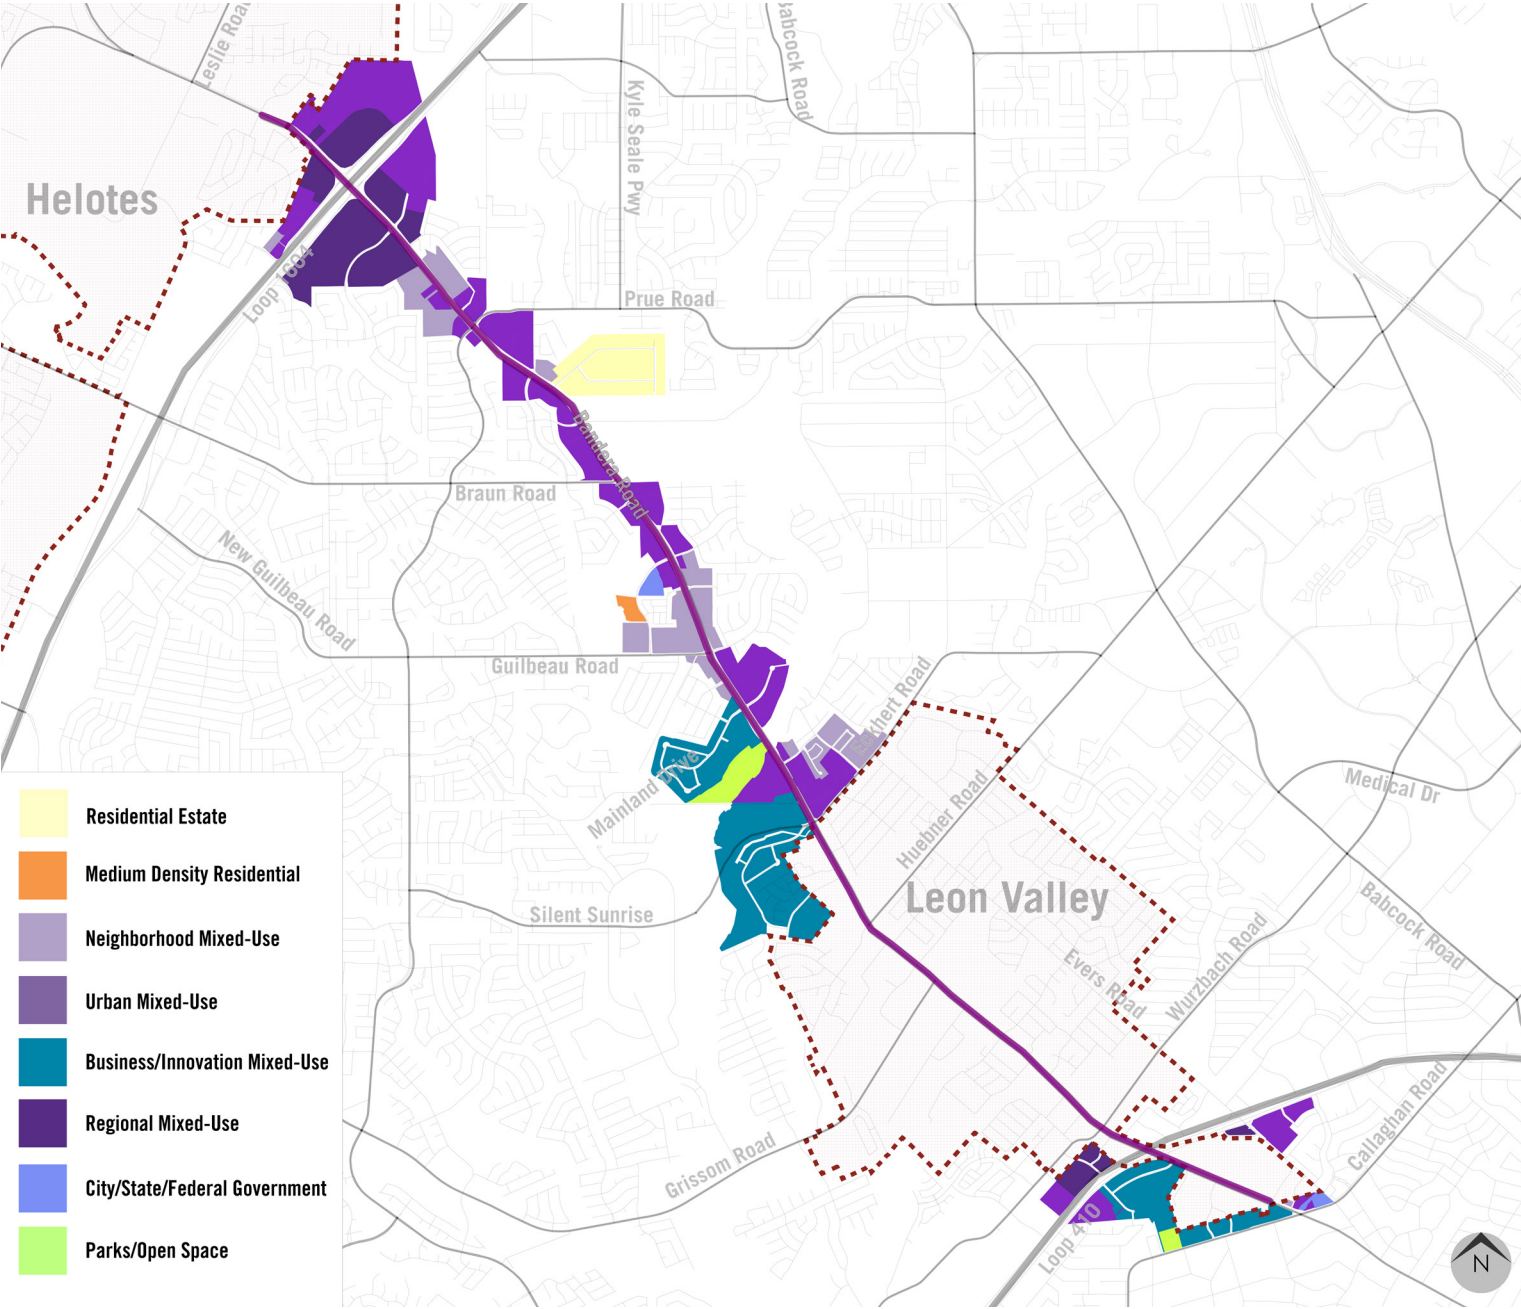 Leslie Road
Babcock Road
Kyle Seale Pwy
Helotes
Loop 1604
Prue Road
Bandera Road
Braun Road
New Guilbeau Road
Guilbeau Road
Eckhert Road
Mainland Drive
Medical Dr
Huebner Road
Leon Valley
Silent Sunrise
Babcock Road
Wurzbach Road
Evers Road
Callaghan Road
Grissom Road
Loop 410
Residential Estate
Medium Density Residential
Neighborhood Mixed-Use
Urban Mixed-Use
Business/Innovation Mixed-Use
Regional Mixed-Use
City/State/Federal Government
Parks/Open Space
N